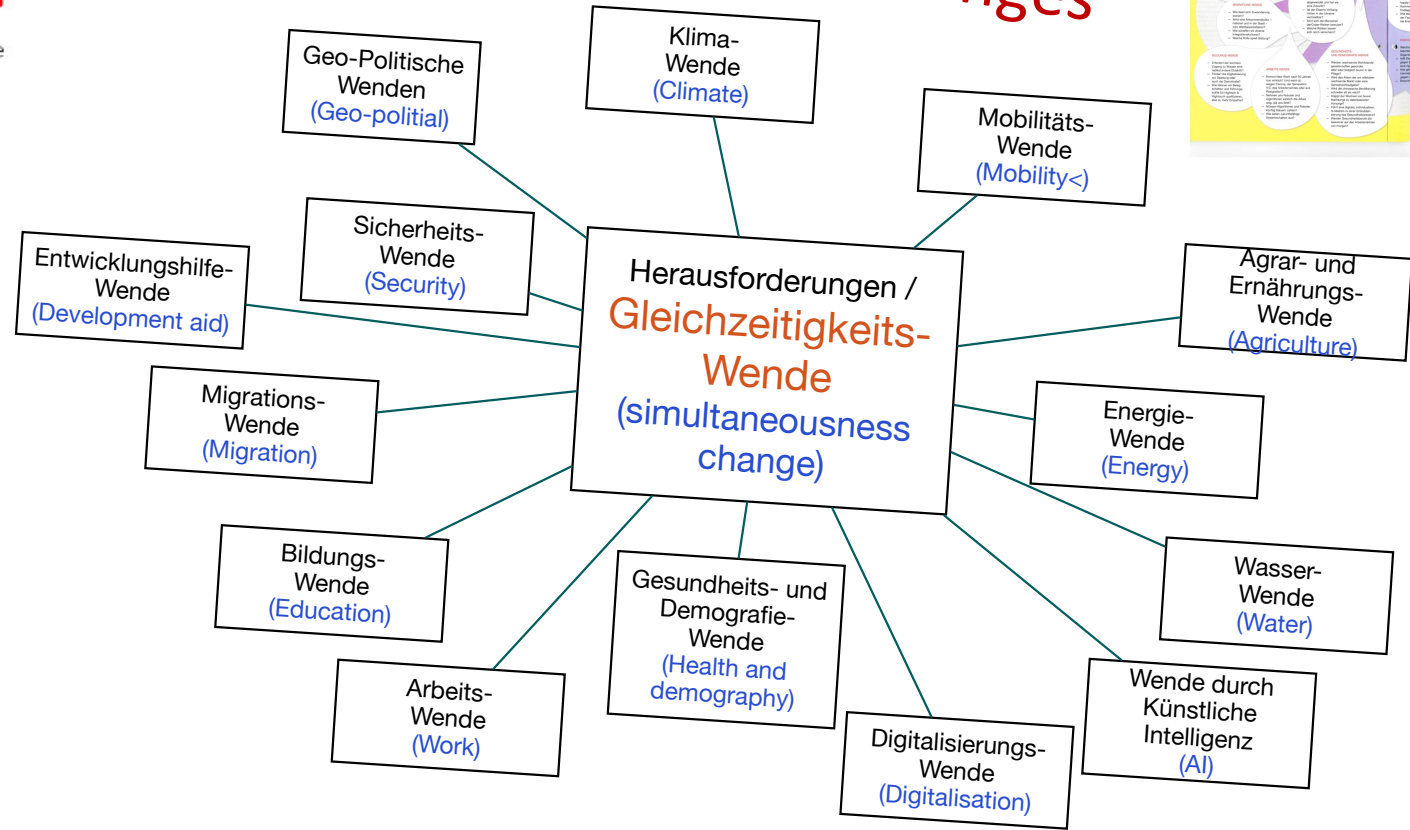 Geo-Politische
Wenden
(Geo-politial)
Klima-
Wende
(Climate)
Mobilitäts-
Wende
(Mobility<)
Sicherheits-
Wende
(Security)
Entwicklungshilfe-
Wende
(Development aid)
Herausforderungen /
Gleichzeitigkeits-
Wende
(simultaneousness
change)
Agrar- und
Ernährungs-
Wende
(Agriculture)
Migrations-
Wende
(Migration)
Energie-
Wende
(Energy)
Bildungs-
Wende
(Education)
Gesundheits- und
Demografie-
Wende
(Health and
demography)
Wasser-
Wende
(Water)
Arbeits-
Wende
(Work)
Digitalisierungs-
Wende
(Digitalisation)
Wende durch
Künstliche
Intelligenz
(AI)